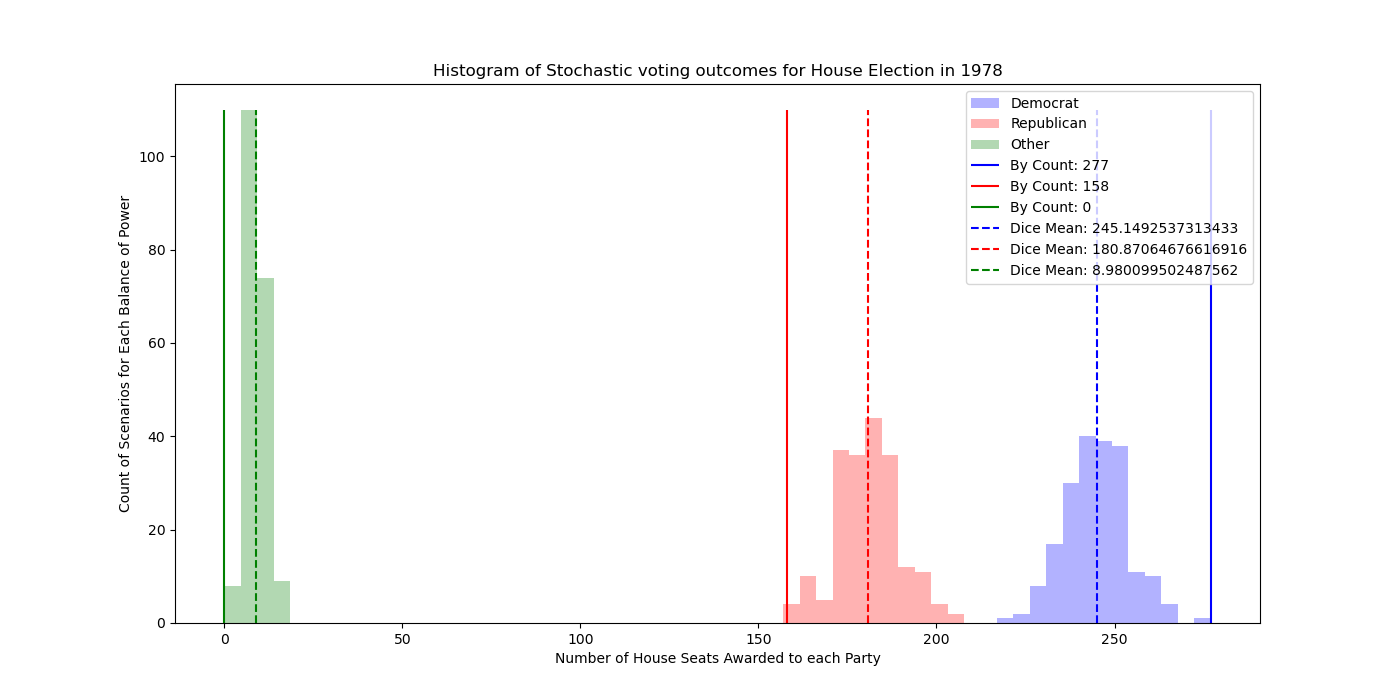 Histogram of Stochastic voting outcomes for House Election in 1978
Count of Scenarios for Each Balance of Power
100
80
60
40
20
0
Democrat
Republican
Other
By Count: 277
By Count: 158
By Count: 0
Dice Mean: 245.1492537313433
Dice Mean: 180.87064676616916
Dice Mean: 8.980099502487562
0 50 100 150 200 250
Number of House Seats Awarded to each Party